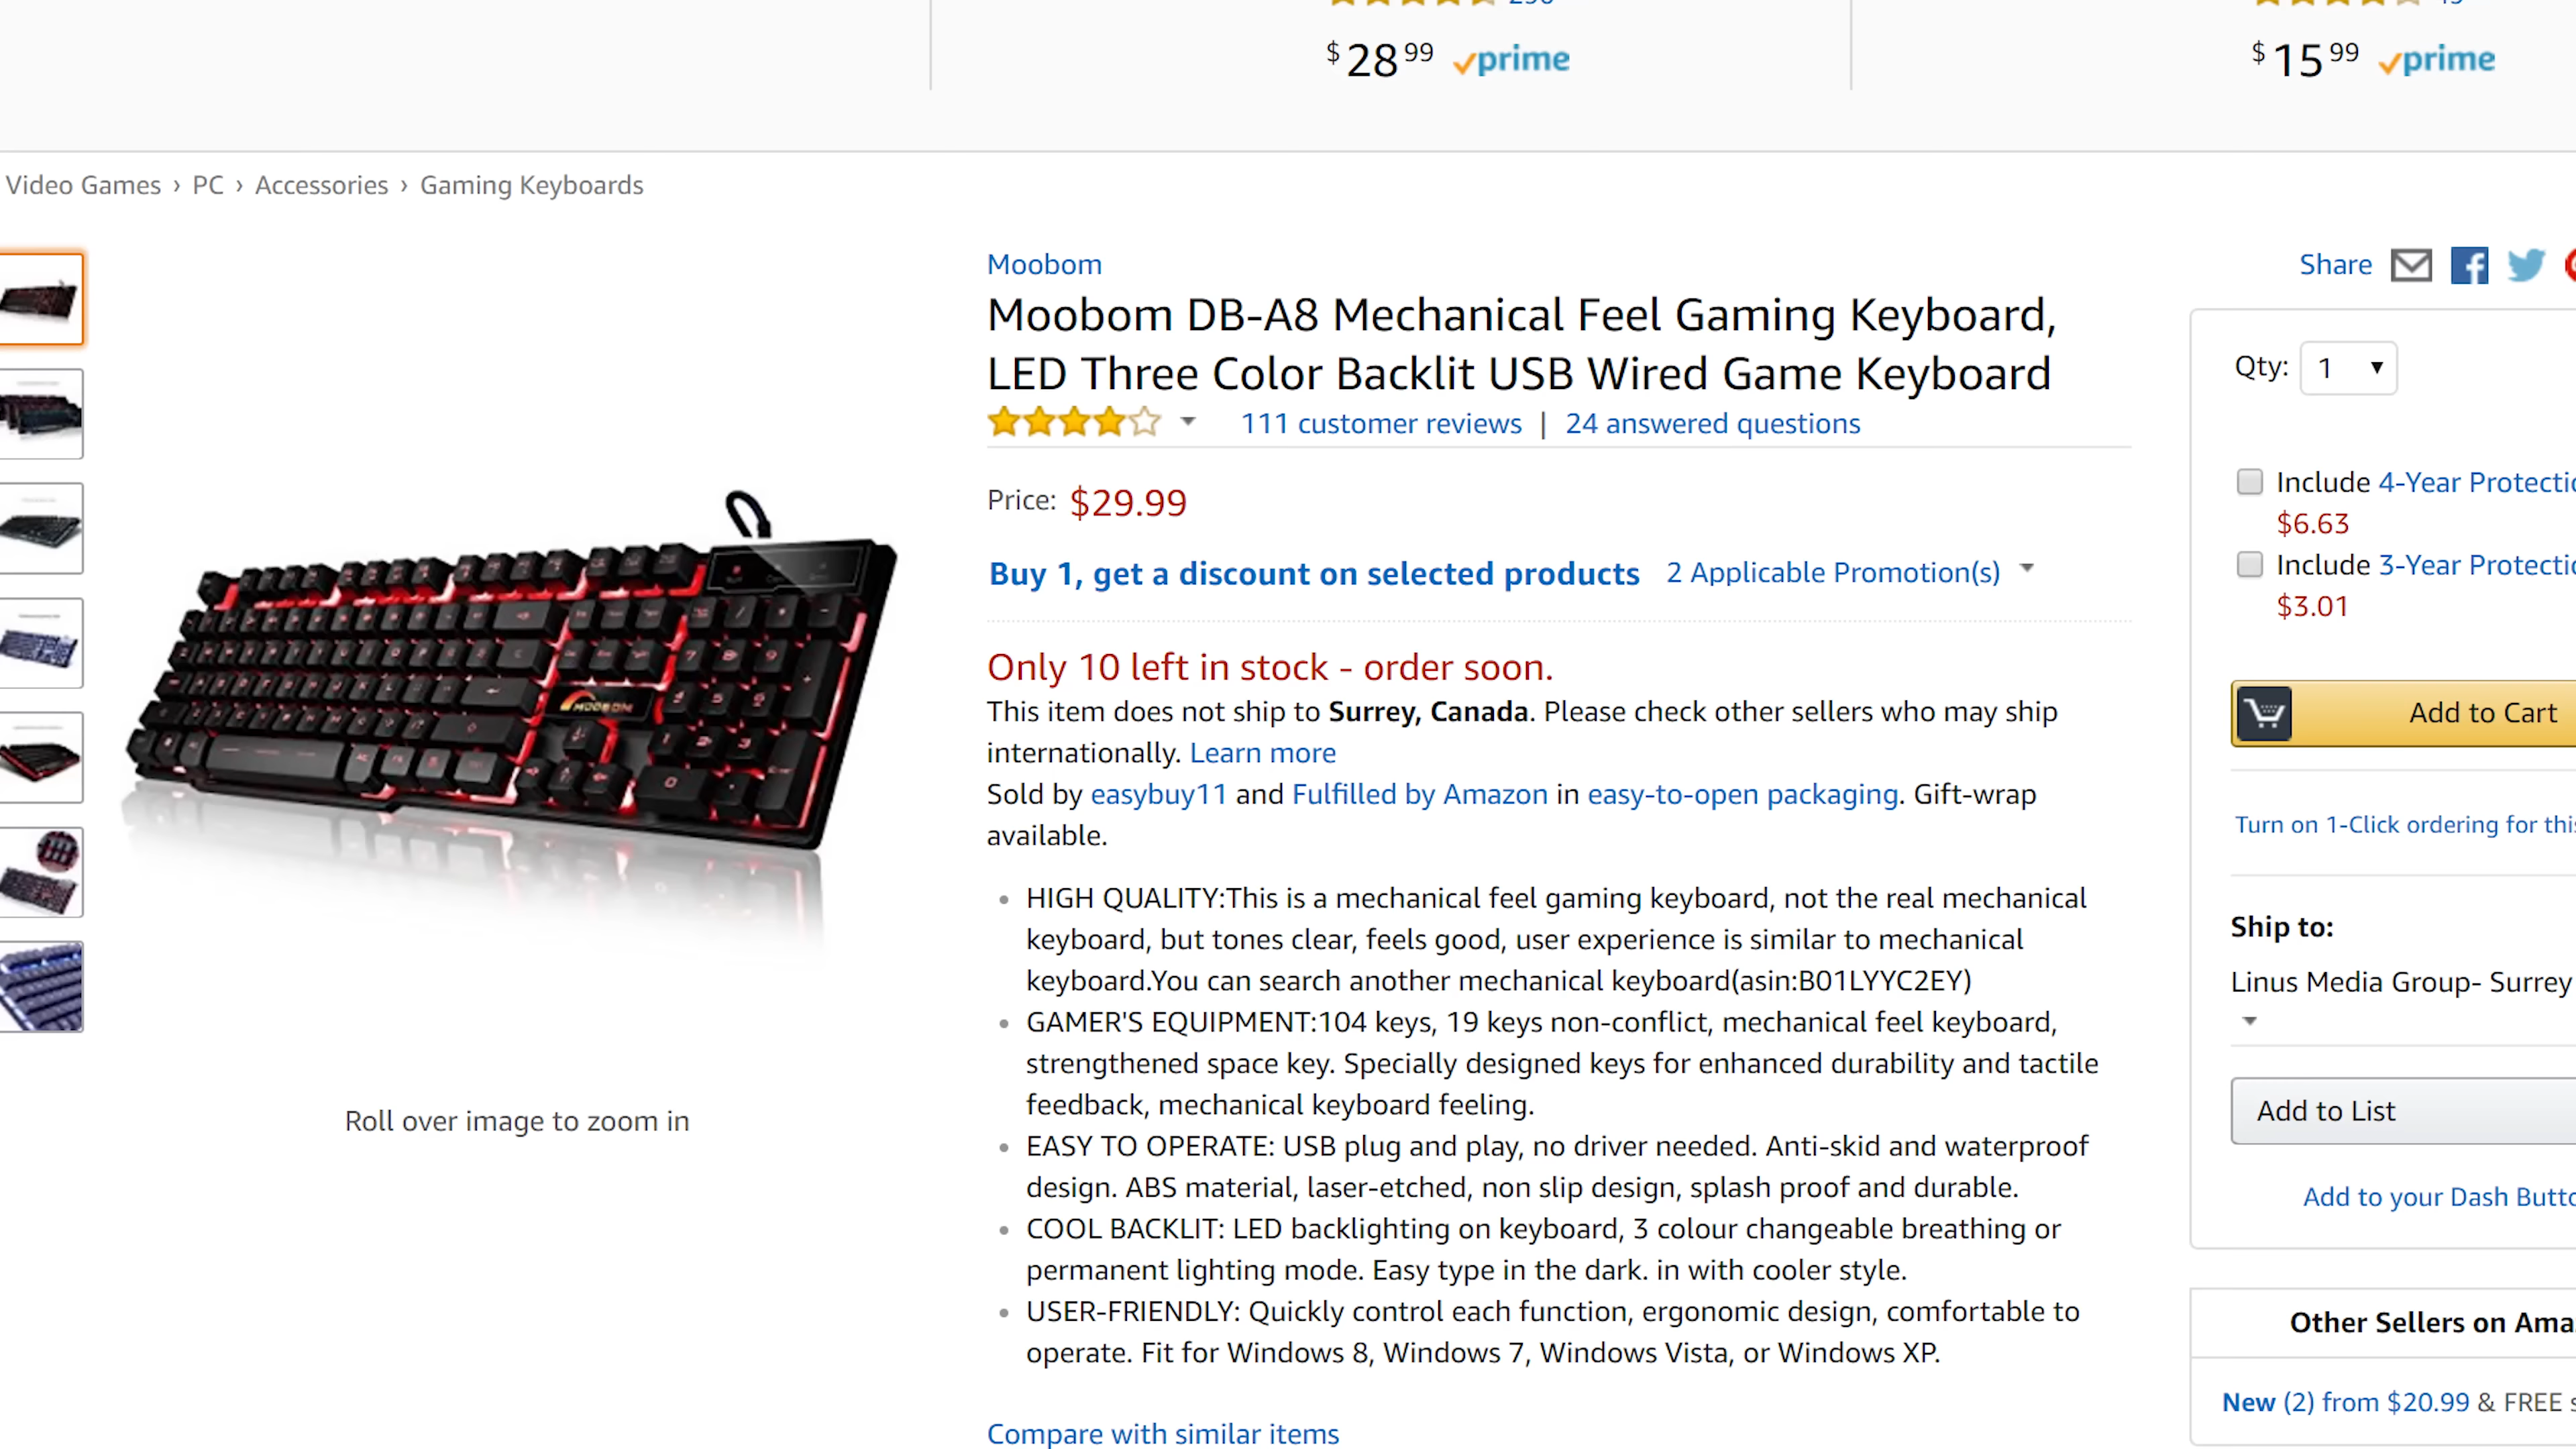 $28.99 prime
$15.99 prime
Video Games › PC › Accessories › Gaming Keyboards
Moobom
Share
Moobom DB-A8 Mechanical Feel Gaming Keyboard,
LED Three Color Backlit USB Wired Game Keyboard
111 customer reviews | 24 answered questions
Price: $29.99
Buy 1, get a discount on selected products 2 Applicable Promotion(s)
Only 10 left in stock - order soon.
This item does not ship to Surrey, Canada. Please check other sellers who may ship
internationally. Learn more
Sold by easybuy11 and Fulfilled by Amazon in easy-to-open packaging. Gift-wrap
available.
HIGH QUALITY:This is a mechanical feel gaming keyboard, not the real mechanical
keyboard, but tones clear, feels good, user experience is similar to mechanical
keyboard.You can search another mechanical keyboard(asin:B01LYYC2EY)
GAMER'S EQUIPMENT:104 keys, 19 keys non-conflict, mechanical feel keyboard,
strengthened space key. Specially designed keys for enhanced durability and tactile
feedback, mechanical keyboard feeling.
EASY TO OPERATE: USB plug and play, no driver needed. Anti-skid and waterproof
design. ABS material, laser-etched, non slip design, splash proof and durable.
COOL BACKLIT: LED backlighting on keyboard, 3 colour changeable breathing or
permanent lighting mode. Easy type in the dark. in with cooler style.
USER-FRIENDLY: Quickly control each function, ergonomic design, comfortable to
operate. Fit for Windows 8, Windows 7, Windows Vista, or Windows XP.
Compare with similar items
MOOBOM
Roll over image to zoom in
Qty: 1
Include 4-Year Protectio
$6.63
Include 3-Year Protectio
$3.01
Add to Cart
Turn on 1-Click ordering for this
Ship to:
Linus Media Group- Surrey
Add to List
Add to your Dash Butto
Other Sellers on Ama
New (2) from $20.99 & FREE s